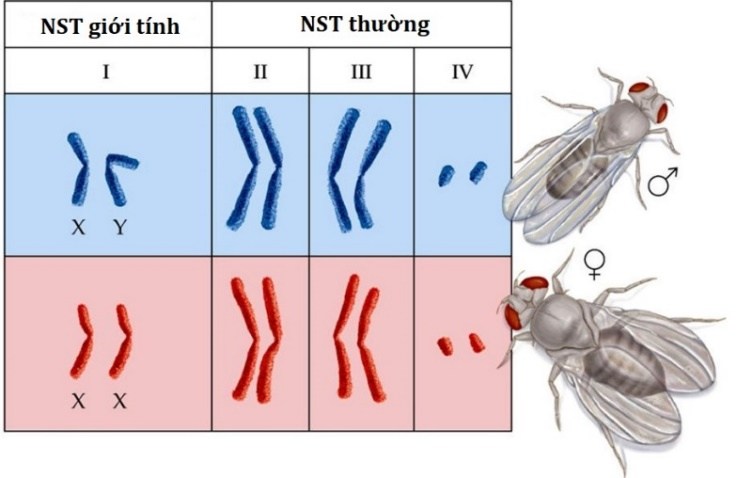 NST giới tính NST thường
I II III IV
X Y
♂
♀
X X